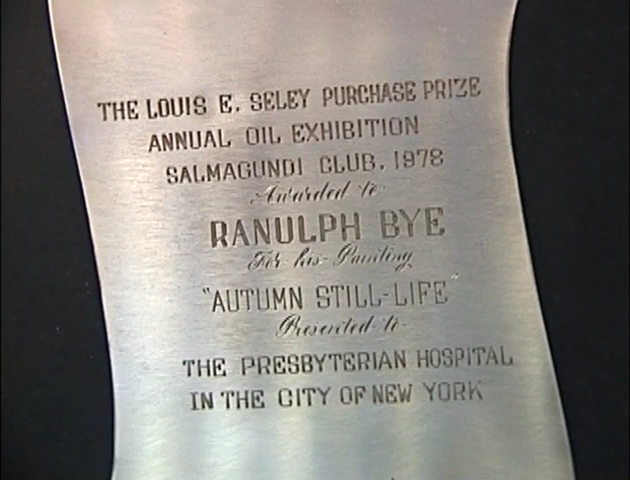 THE LOUIS E. SELEY PURCHASE PRIZE
ANNUAL OIL EXHIBITION
SALMAGUNDI CLUB, 1978
Awarded to
RANULPH BYE
For his Painting
"AUTUMN STILL-LIFE"
Presented to
THE PRESBYTERIAN HOSPITAL
IN THE CITY OF NEW YORK